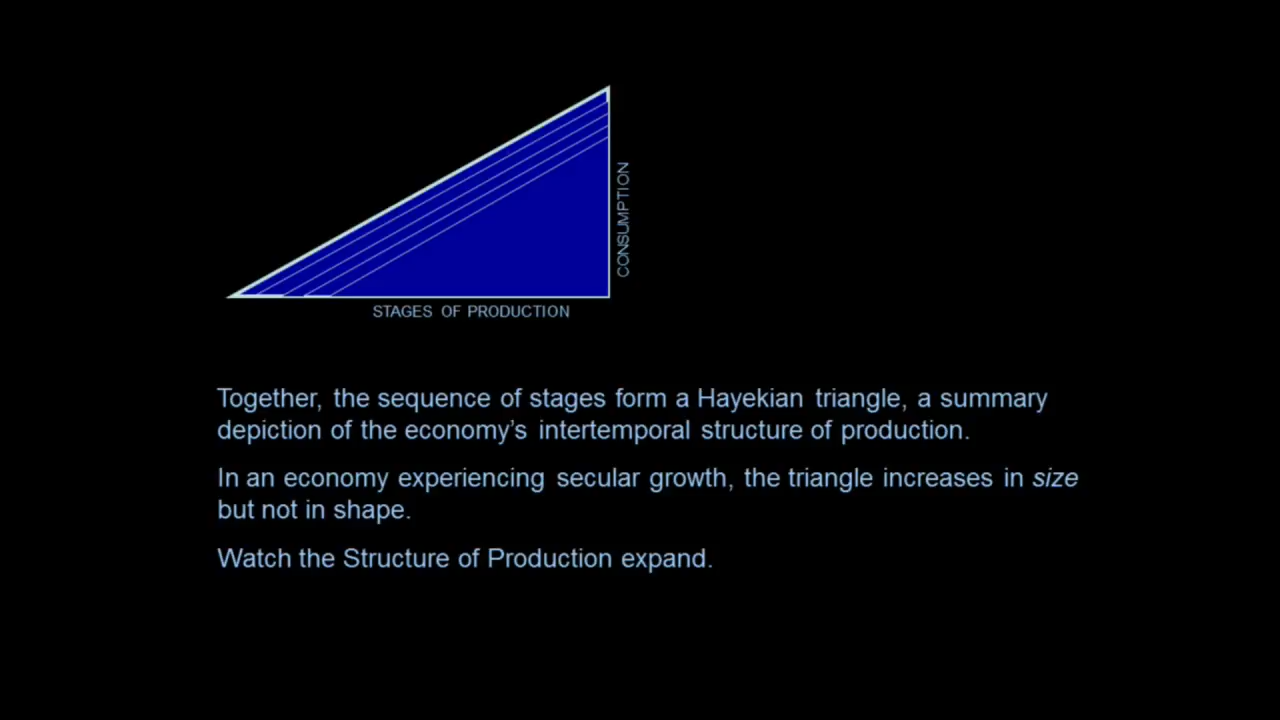 CONSUMPTION
STAGES OF PRODUCTION
Together, the sequence of stages form a Hayekian triangle, a summary
depiction of the economy’s intertemporal structure of production.
In an economy experiencing secular growth, the triangle increases in size
but not in shape.
Watch the Structure of Production expand.